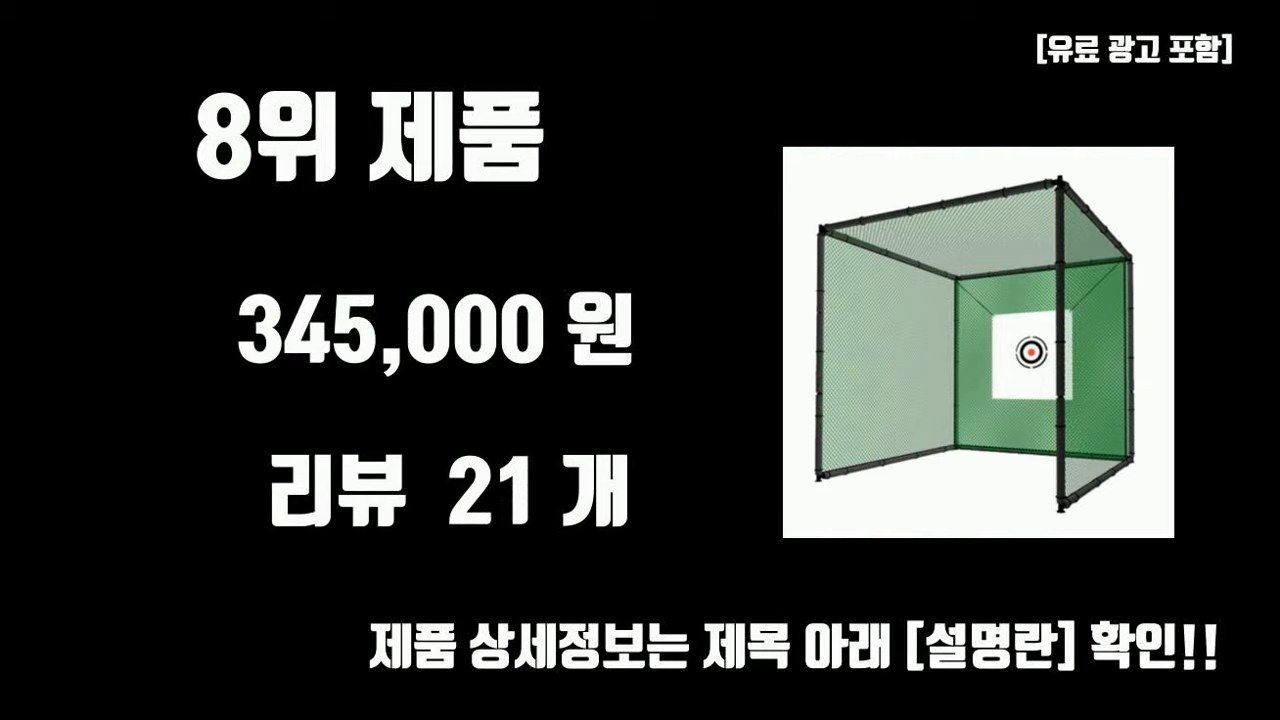 [유료 광고 포함]
8위 제품
345,000 원
리뷰 21 개
제품 상세정보는 제목 아래 [설명란] 확인!!